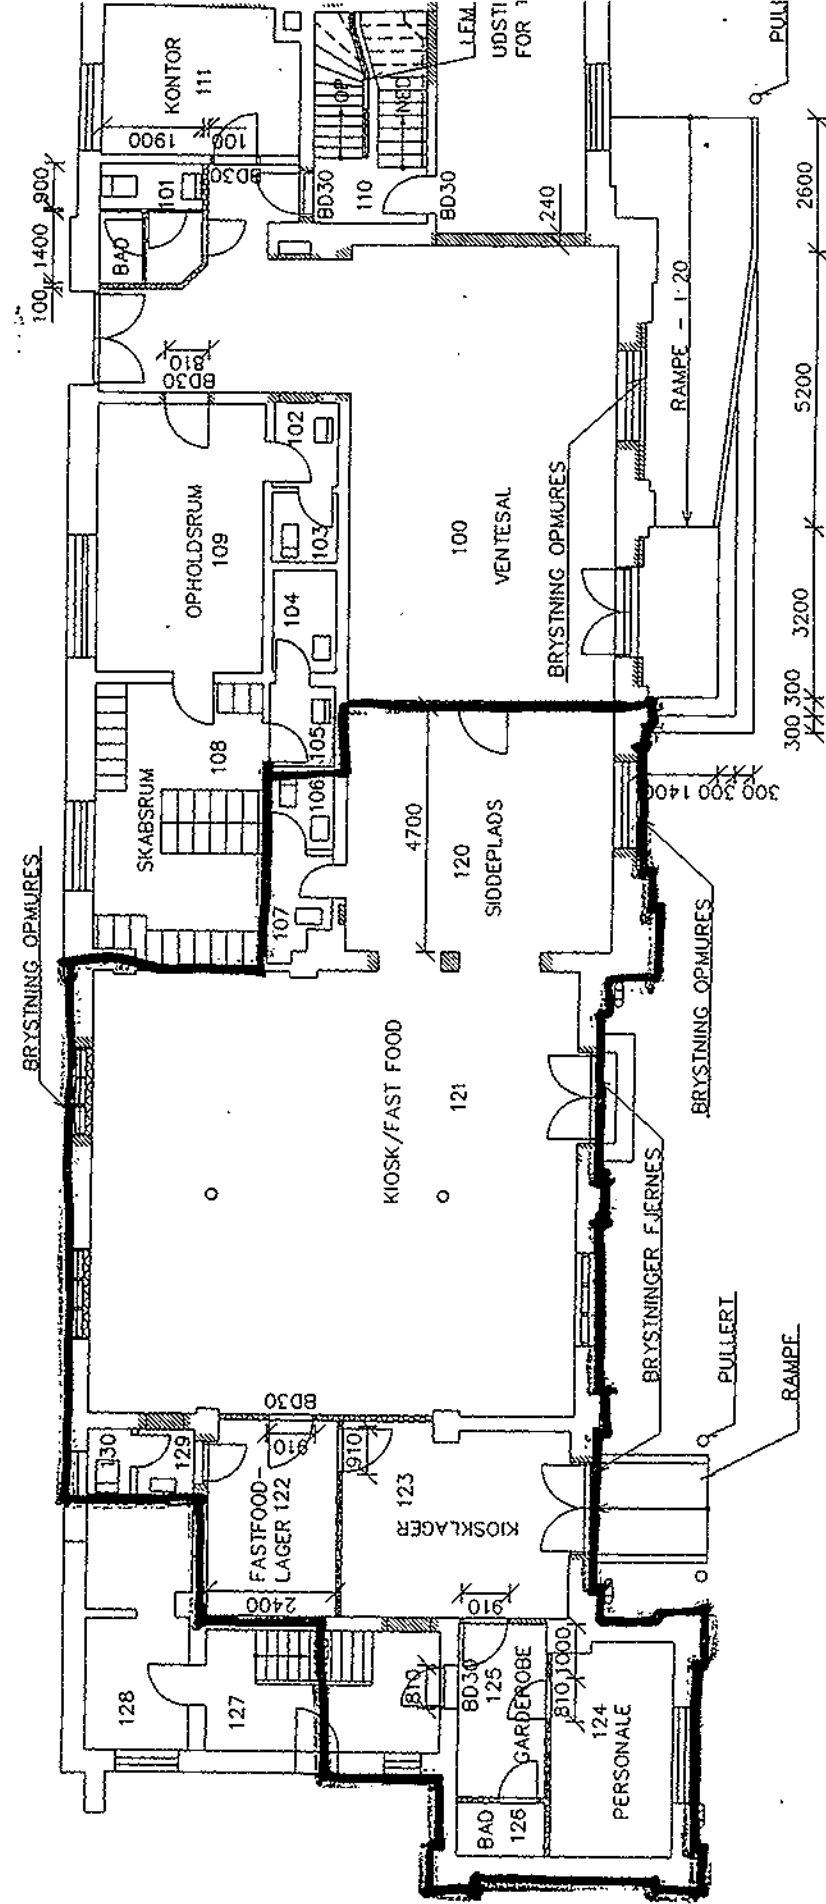 KONTOR
111
1900
100
OP
NED
LEM
UDSTI
FOR
PULL
900
1400
100
101
BAD
BD30
BD30
110
BD30
240
2600
RAMPE - 1:20
5200
810
BD30
102
103
104
105
106
107
OPHOLDSRUM
109
100
VENTESAL
BRYSTNING OPMURES
3200
300
300
SKABSRUM
108
4700
120
SIDDEPLADS
1400
300
300
BRYSTNING OPMURES
BRYSTNING OPMURES
KIOSK/FAST FOOD
121
BRYSTNINGER FJERNES
PULLERT
RAMPE
BD30
130
129
910
910
FASTFOOD-
LAGER 122
123
KIOSKLAGER
2400
910
128
127
810
BD30
125
GARDEROBE
810
1000
124
PERSONALE
BAD
126